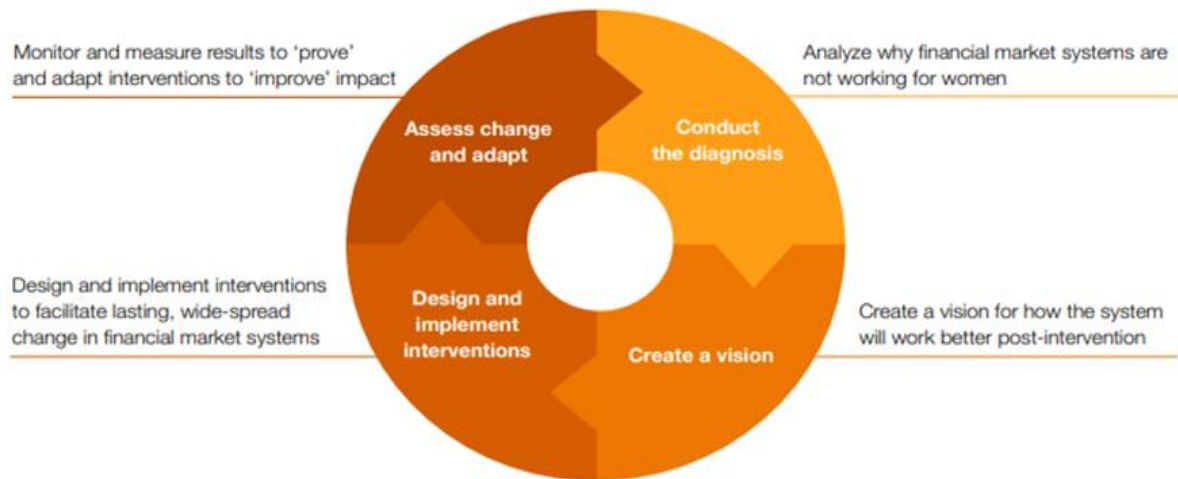 Monitor and measure results to ‘prove’
and adapt interventions to ‘improve’ impact
Analyze why financial market systems are
not working for women
Assess change
and adapt
Conduct
the diagnosis
Design and implement interventions
to facilitate lasting, wide-spread
change in financial market systems
Design and
implement
interventions
Create a vision
Create a vision for how the system
will work better post-intervention